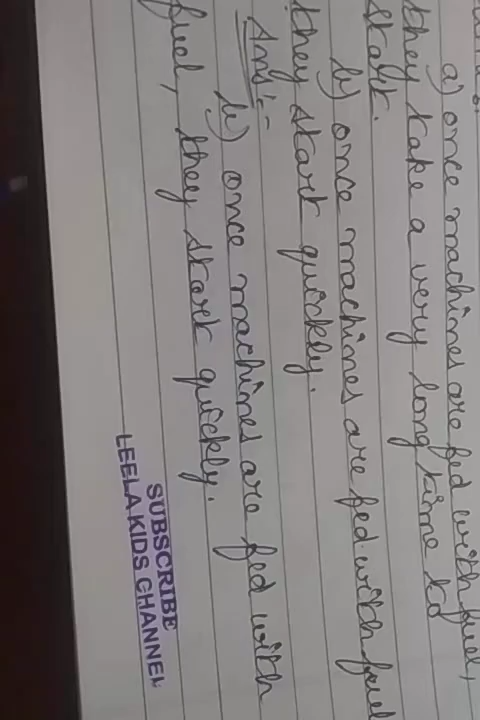 a) once machines are fed with fuel,
they take a very long time to
start.
b) once machines are fed with fuel
they start quickly.
Ans:-
b) once machines are fed with
fuel, they start quickly.
SUBSCRIBE
LEELA KIDS CHANNEL